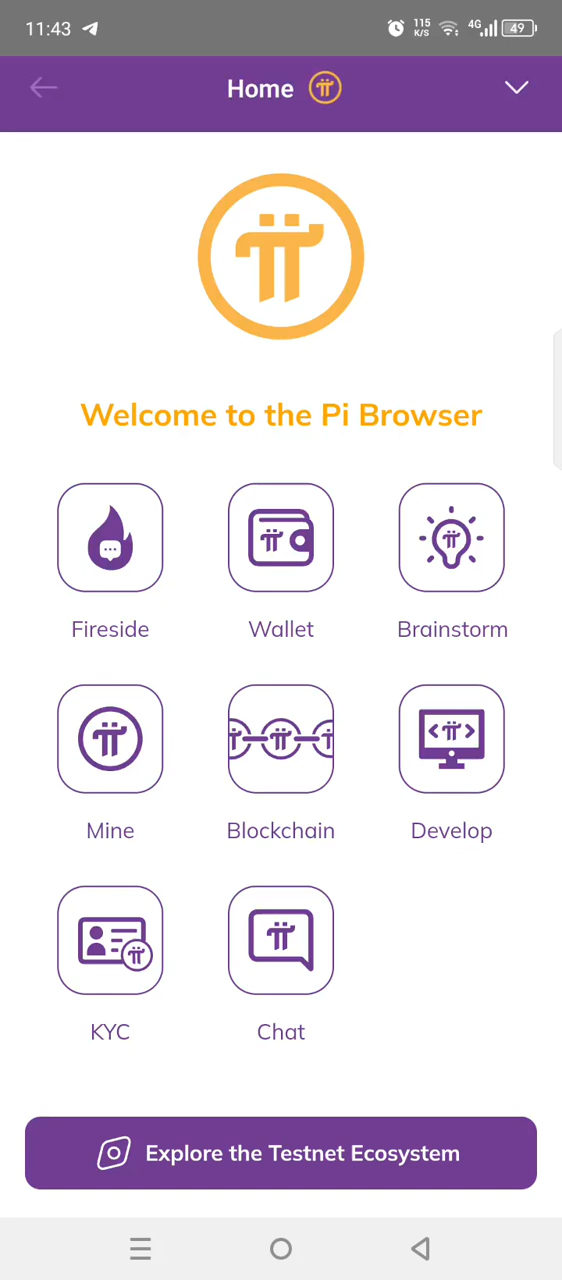 11:43
115
K/S
4G
49
Home
Welcome to the Pi Browser
Fireside
Wallet
Brainstorm
Mine
Blockchain
Develop
KYC
Chat
Explore the Testnet Ecosystem